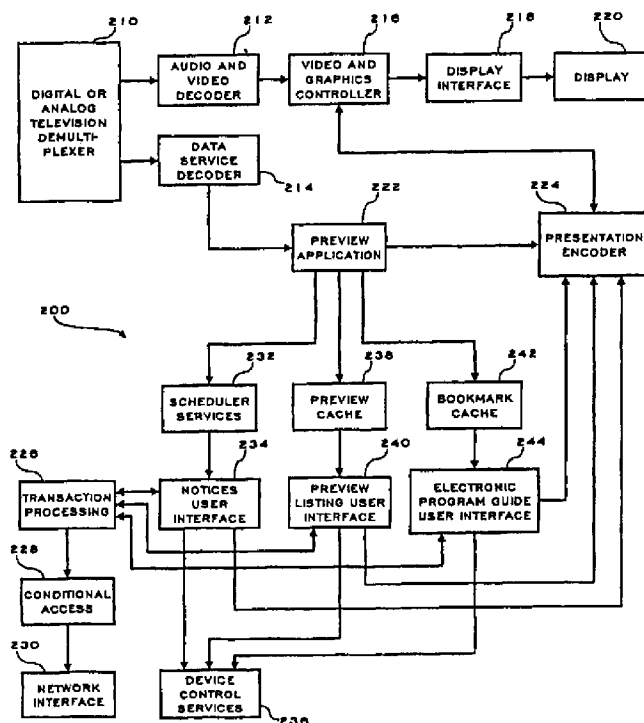 210
212
216
218
220
DIGITAL OR
ANALOG
TELEVISION
DEMULTI-
PLEXER
AUDIO AND
VIDEO
DECODER
VIDEO AND
GRAPHICS
CONTROLLER
DISPLAY
INTERFACE
DISPLAY
DATA
SERVICE
DECODER
214
222
224
PREVIEW
APPLICATION
PRESENTATION
ENCODER
200
232
238
242
SCHEDULER
SERVICES
PREVIEW
CACHE
BOOKMARK
CACHE
226
234
240
244
TRANSACTION
PROCESSING
NOTICES
USER
INTERFACE
PREVIEW
LISTING USER
INTERFACE
ELECTRONIC
PROGRAM GUIDE
USER INTERFACE
228
CONDITIONAL
ACCESS
230
NETWORK
INTERFACE
DEVICE
CONTROL
SERVICES
236